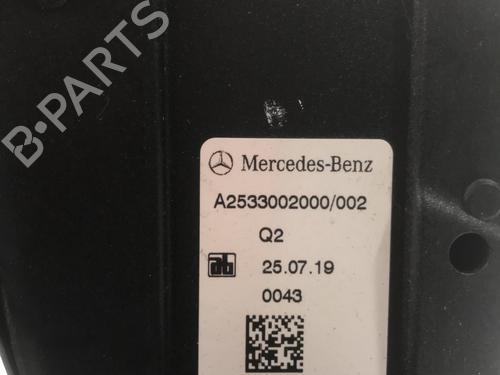 B-PARTS
Mercedes-Benz
A2533002000/002
Q2
ab 25.07.19
0043